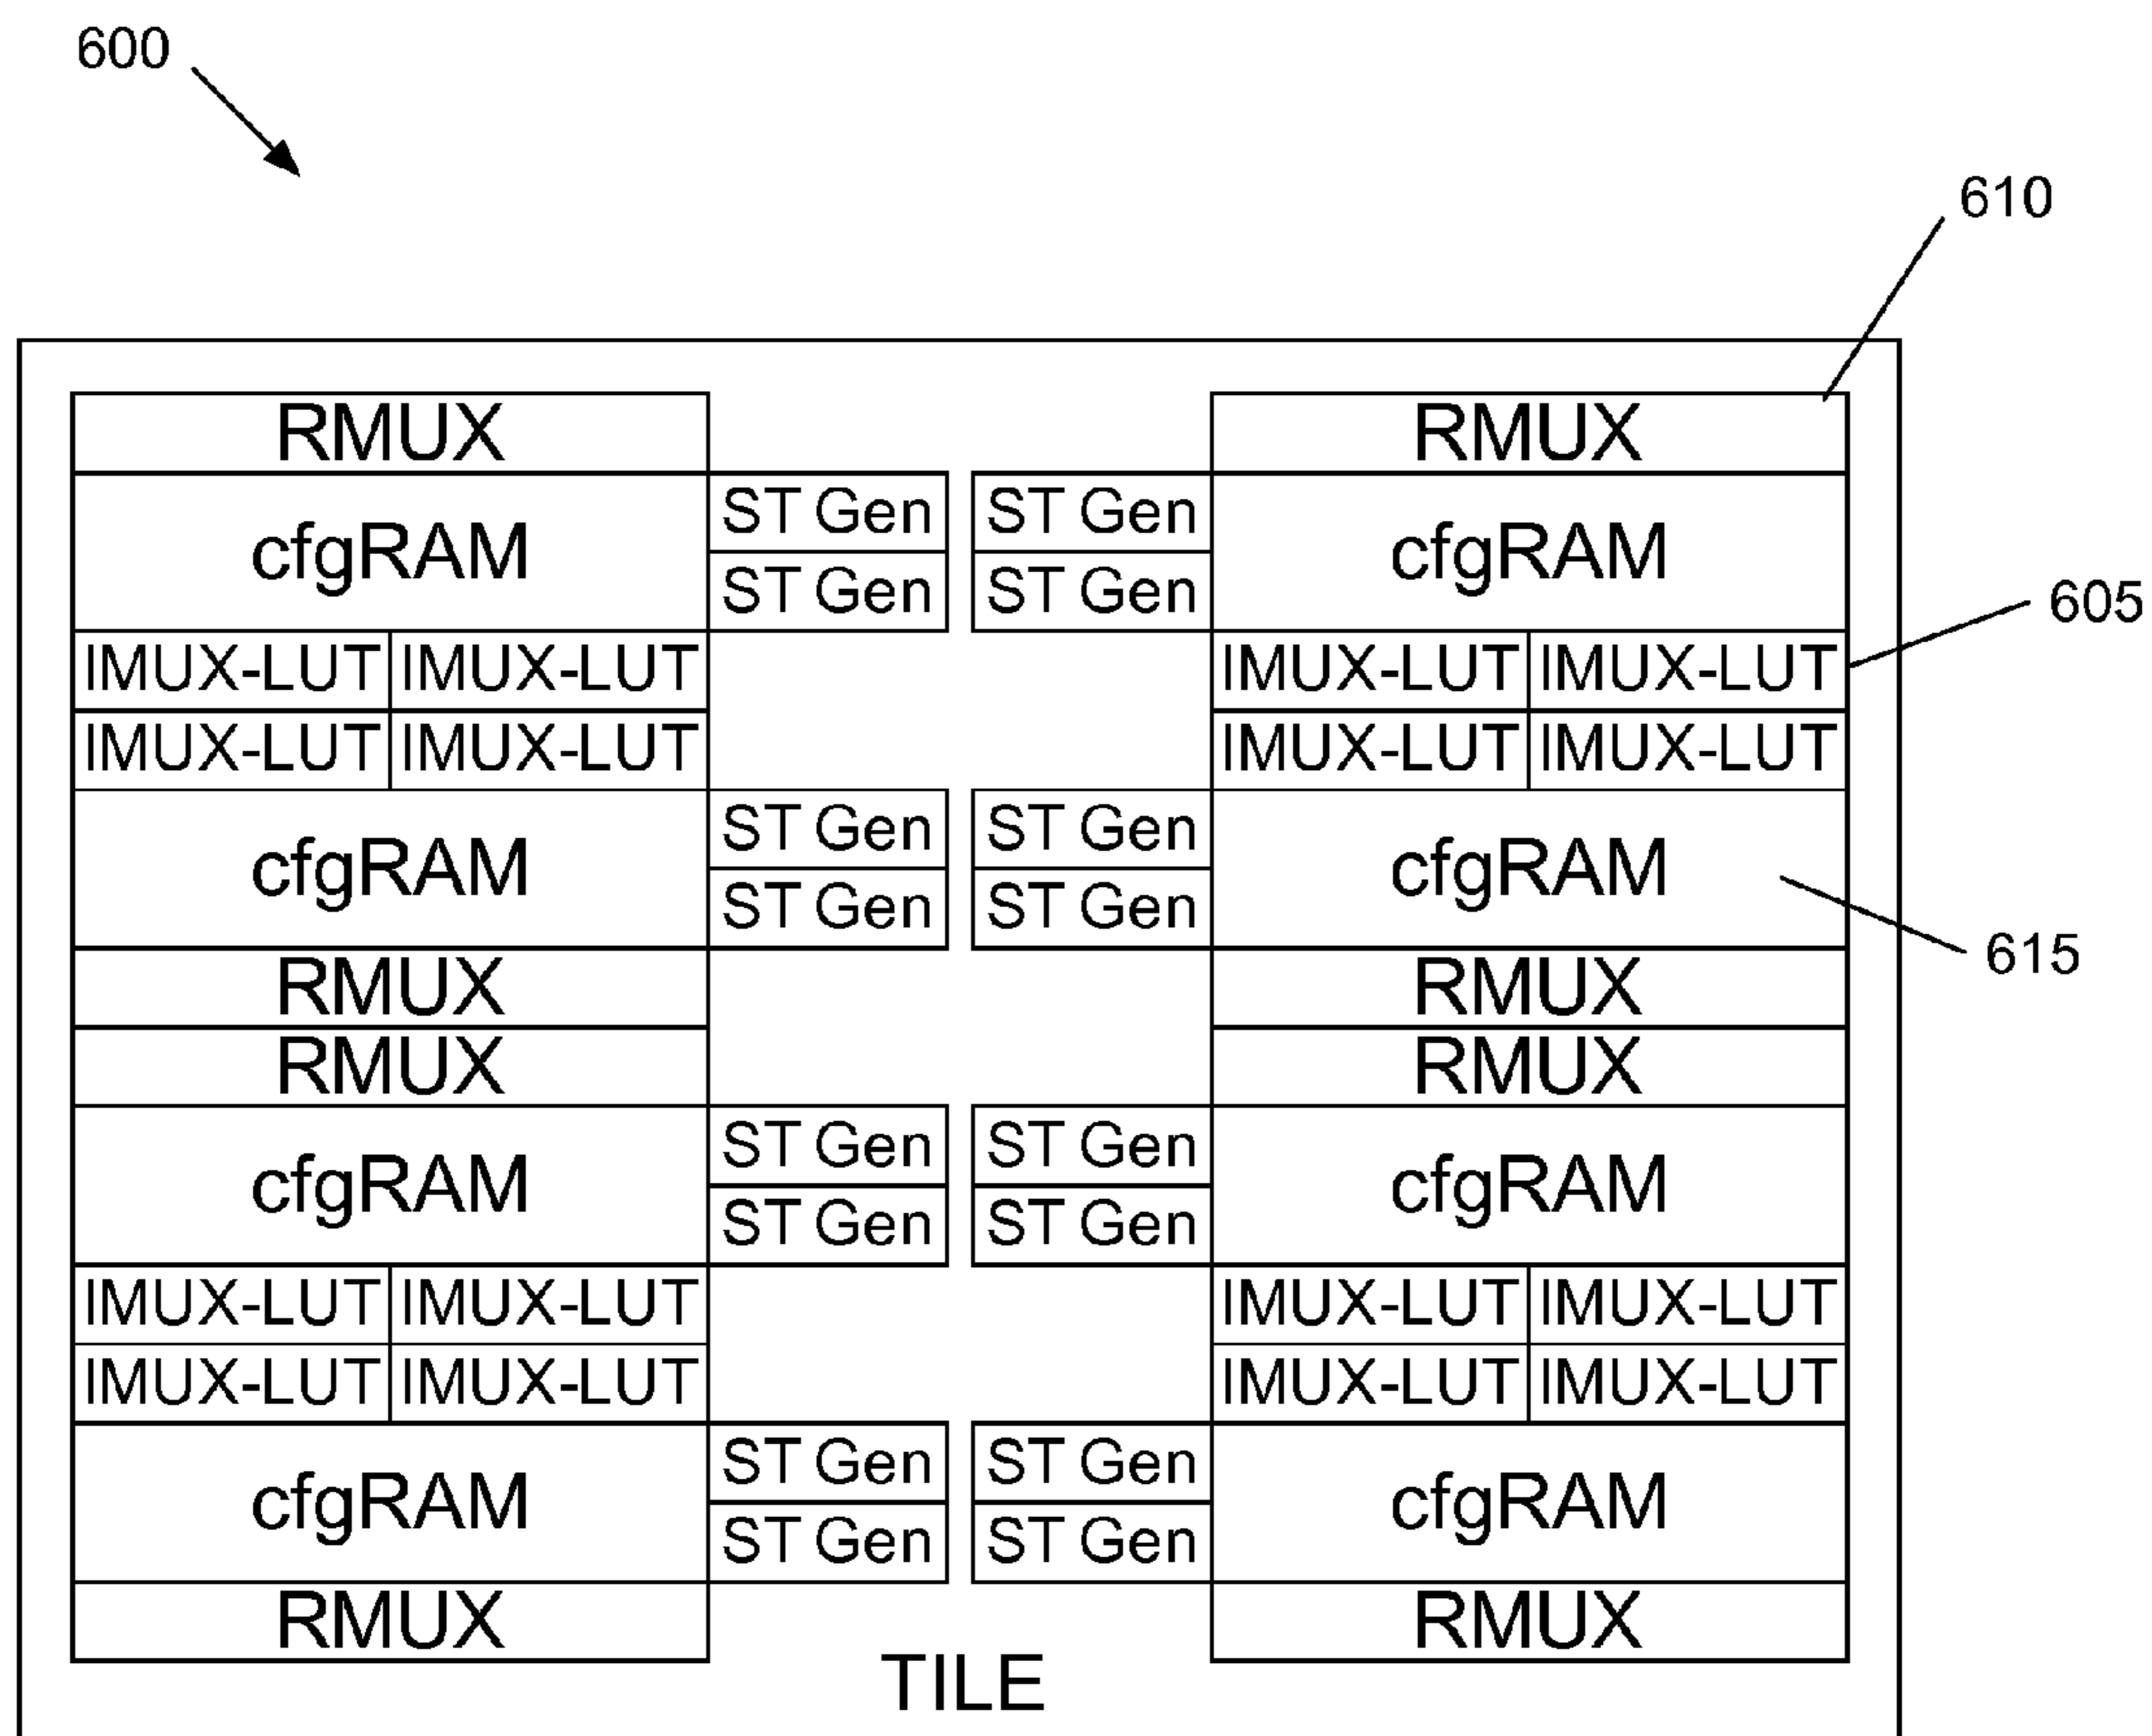 600
610
RMUX RMUX
cfgRAM ST Gen ST Gen cfgRAM
ST Gen ST Gen
605
IMUX-LUT IMUX-LUT IMUX-LUT IMUX-LUT
IMUX-LUT IMUX-LUT IMUX-LUT IMUX-LUT
cfgRAM ST Gen ST Gen cfgRAM
ST Gen ST Gen
615
RMUX RMUX
RMUX RMUX
cfgRAM ST Gen ST Gen cfgRAM
ST Gen ST Gen
IMUX-LUT IMUX-LUT IMUX-LUT IMUX-LUT
IMUX-LUT IMUX-LUT IMUX-LUT IMUX-LUT
cfgRAM ST Gen ST Gen cfgRAM
ST Gen ST Gen
RMUX RMUX
TILE